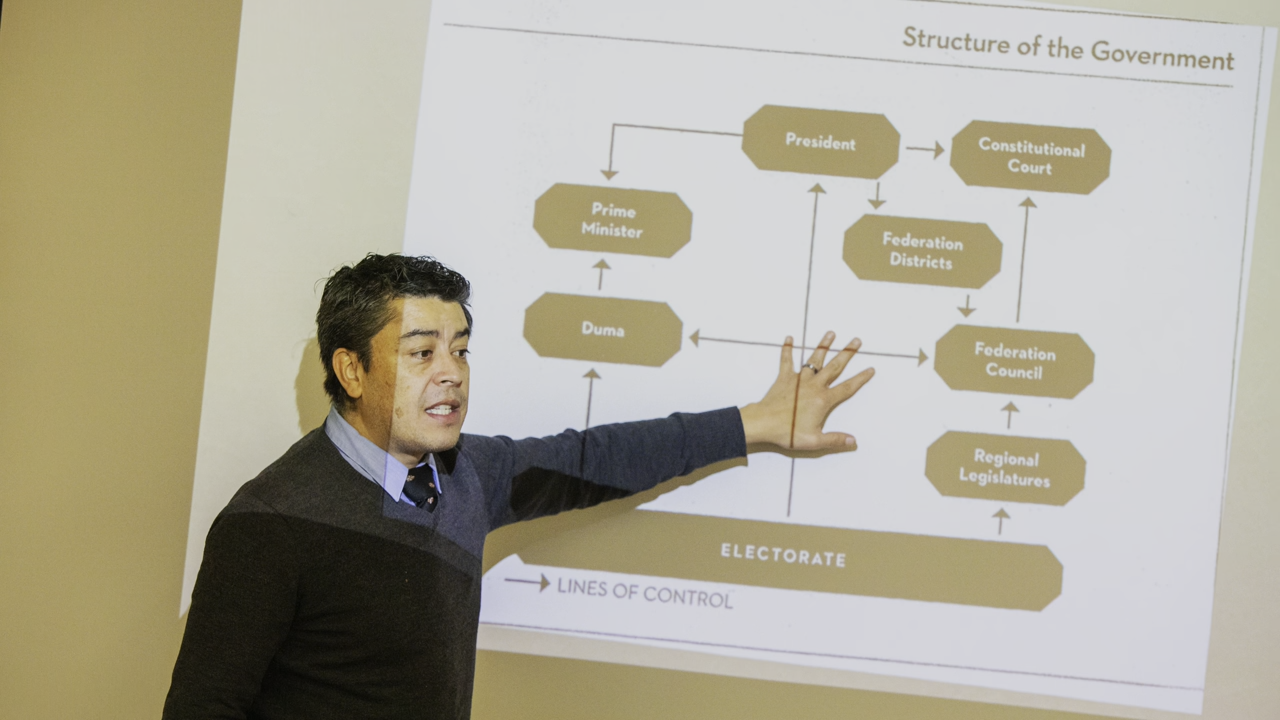 Structure of the Government
President
Constitutional
Court
Prime
Minister
Federation
Districts
Duma
Federation
Council
Regional
Legislatures
ELECTORATE
LINES OF CONTROL